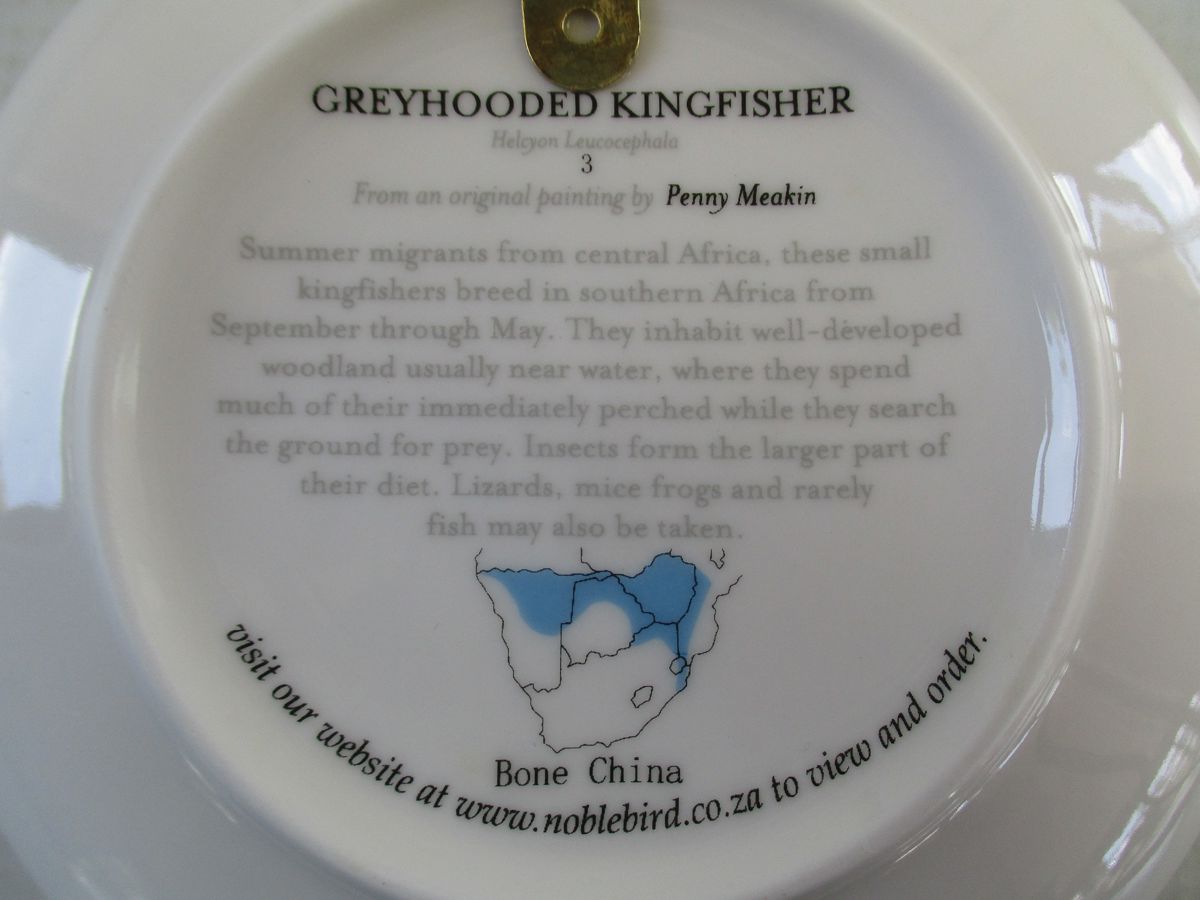 GREYHOODED KINGFISHER
Helcyon Leucocephala
3
From an original painting by Penny Meakin
Summer migrants from central Africa, these small
kingfishers breed in southern Africa from
September through May. They inhabit well-developed
woodland usually near water, where they spend
much of their immediately perched while they search
the ground for prey. Insects form the larger part of
their diet. Lizards, mice frogs and rarely
fish may also be taken.
Bone China
visit our website at www.noblebird.co.za to view and order.